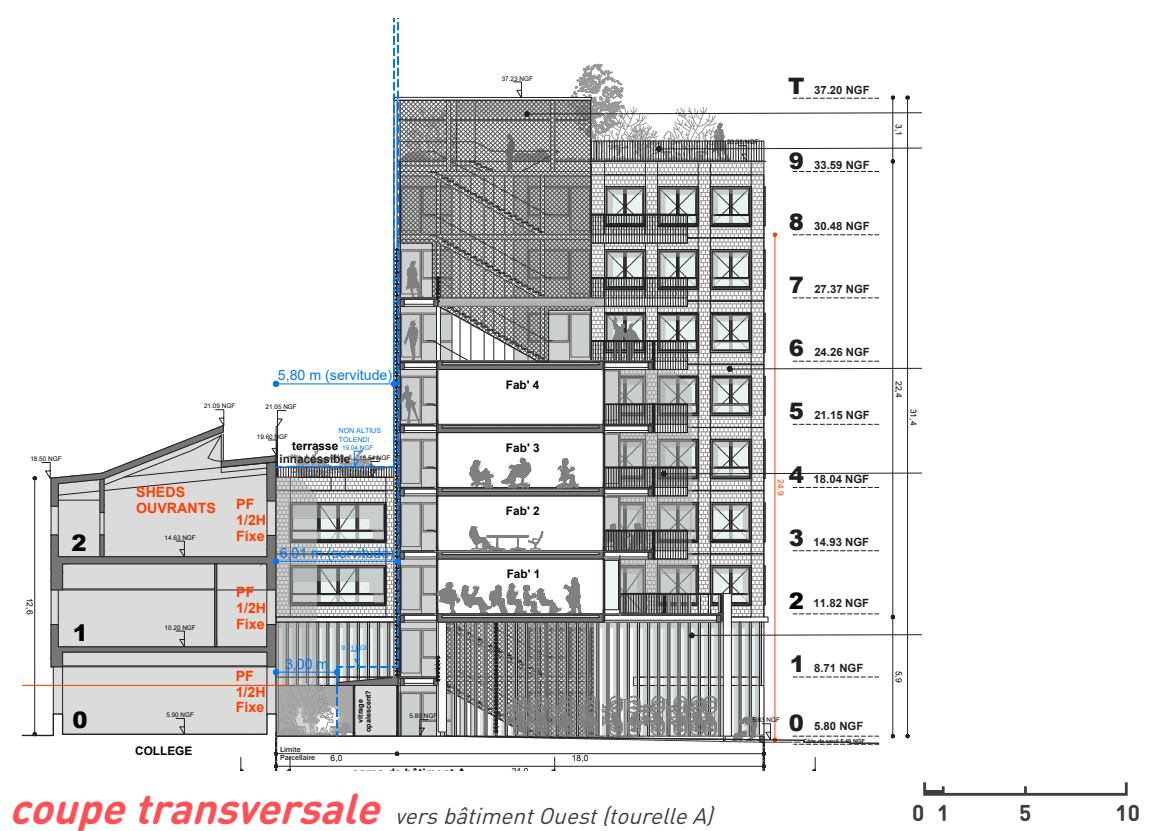 37.23 NGF
T 37.20 NGF
3,1
9 33.59 NGF
8 30.48 NGF
7 27.37 NGF
6 24.26 NGF
5 21.15 NGF
4 18.04 NGF
3 14.93 NGF
2 11.82 NGF
1 8.71 NGF
0 5.80 NGF
22,4
31,4
24,9
5,9
5,80 m (servitude)
Fab' 4
Fab' 3
Fab' 2
Fab' 1
21.09 NGF
21.05 NGF
19.60 NGF
18.50 NGF
NON ALTIUS
TOLENDI
19.04 NGF
terrasse
innacessible
SHEDS
OUVRANTS
PF
1/2H
Fixe
2
14.63 NGF
6,01 m (servitude)
12,6
PF
1/2H
Fixe
1
10.20 NGF
3,00 m
PF
1/2H
Fixe
0
5.90 NGF
vitrage
opalescent?
5.80 NGF
COLLEGE
Limite
Parcellaire
6,0
18,0
coupe transversale vers bâtiment Ouest (tourelle A)
0 1 5 10